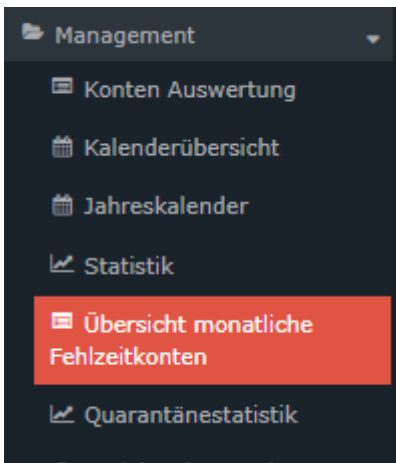 Management
Konten Auswertung
Kalenderübersicht
Jahreskalender
Statistik
Übersicht monatliche
Fehlzeitkonten
Quarantänestatistik